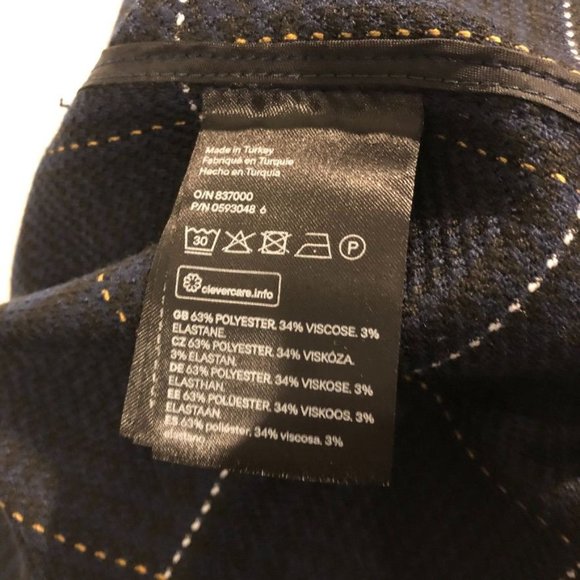 Made in Turkey
Fabriqué en Turquie
Hecho en Turquía
O/N 837000
P/N 0593048 6
30 P
clevercare.info
GB 63% POLYESTER, 34% VISCOSE, 3%
ELASTANE
CZ 63% POLYESTER, 34% VISKÓZA,
3% ELASTAN
DE 63% POLYESTER, 34% VISKOSE, 3%
ELASTHAN
EE 63% POLÜESTER, 34% VISKOOS, 3%
ELASTAAN
ES 63% poliéster, 34% viscosa, 3%
elastano